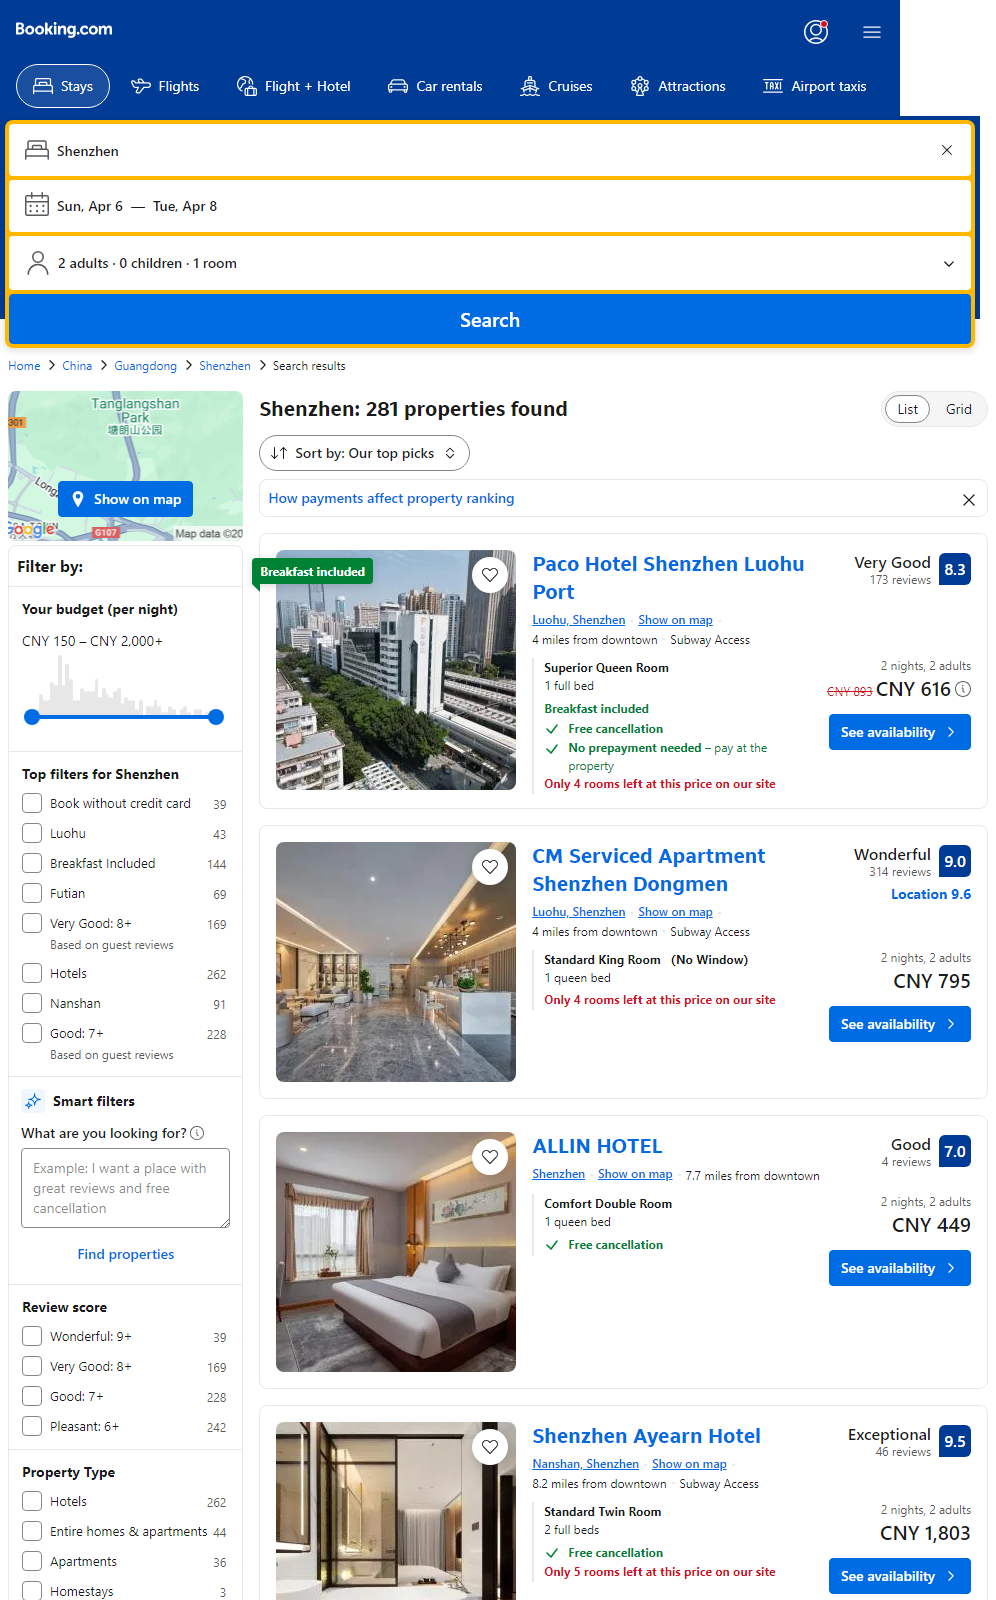 Booking.com
Stays
Flights
Flight + Hotel
Car rentals
Cruises
Attractions
TAXI
Airport taxis
Shenzhen
Sun, Apr 6 — Tue, Apr 8
2 adults · 0 children · 1 room
Search
Home > China > Guangdong > Shenzhen > Search results
Tanglangshan
Park
塘朗山公园
301
Show on map
Google
G107
Map data ©20
Filter by:
Your budget (per night)
CNY 150 – CNY 2,000+
Top filters for Shenzhen
Book without credit card 39
Luohu 43
Breakfast Included 144
Futian 69
Very Good: 8+ 169
Based on guest reviews
Hotels 262
Nanshan 91
Good: 7+ 228
Based on guest reviews
Smart filters
What are you looking for?
Example: I want a place with
great reviews and free
cancellation
Find properties
Review score
Wonderful: 9+ 39
Very Good: 8+ 169
Good: 7+ 228
Pleasant: 6+ 242
Property Type
Hotels 262
Entire homes & apartments 44
Apartments 36
Homestays 3
Shenzhen: 281 properties found
List
Grid
Sort by: Our top picks
How payments affect property ranking
Breakfast included
Paco Hotel Shenzhen Luohu
Port
Very Good
173 reviews
8.3
Luohu, Shenzhen · Show on map ·
4 miles from downtown · Subway Access
Superior Queen Room
1 full bed
Breakfast included
Free cancellation
No prepayment needed – pay at the
property
Only 4 rooms left at this price on our site
2 nights, 2 adults
CNY 893 CNY 616
See availability
CM Serviced Apartment
Shenzhen Dongmen
Wonderful
314 reviews
9.0
Location 9.6
Luohu, Shenzhen · Show on map ·
4 miles from downtown · Subway Access
Standard King Room (No Window)
1 queen bed
Only 4 rooms left at this price on our site
2 nights, 2 adults
CNY 795
See availability
ALLIN HOTEL
Good
4 reviews
7.0
Shenzhen · Show on map · 7.7 miles from downtown
Comfort Double Room
1 queen bed
Free cancellation
2 nights, 2 adults
CNY 449
See availability
Shenzhen Ayearn Hotel
Exceptional
46 reviews
9.5
Nanshan, Shenzhen · Show on map ·
8.2 miles from downtown · Subway Access
Standard Twin Room
2 full beds
Free cancellation
Only 5 rooms left at this price on our site
2 nights, 2 adults
CNY 1,803
See availability